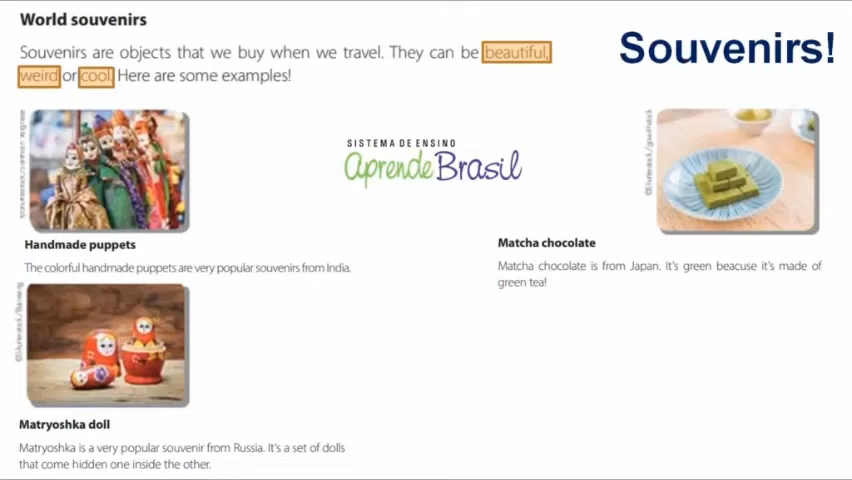 World souvenirs
Souvenirs!
Souvenirs are objects that we buy when we travel. They can be beautiful,
weird or cool. Here are some examples!
SISTEMA DE ENSINO
aprende Brasil
Handmade puppets
The colorful handmade puppets are very popular souvenirs from India.
Matcha chocolate
Matcha chocolate is from Japan. It's green beacuse it's made of
green tea!
Matryoshka doll
Matryoshka is a very popular souvenir from Russia. It's a set of dolls
that come hidden one inside the other.